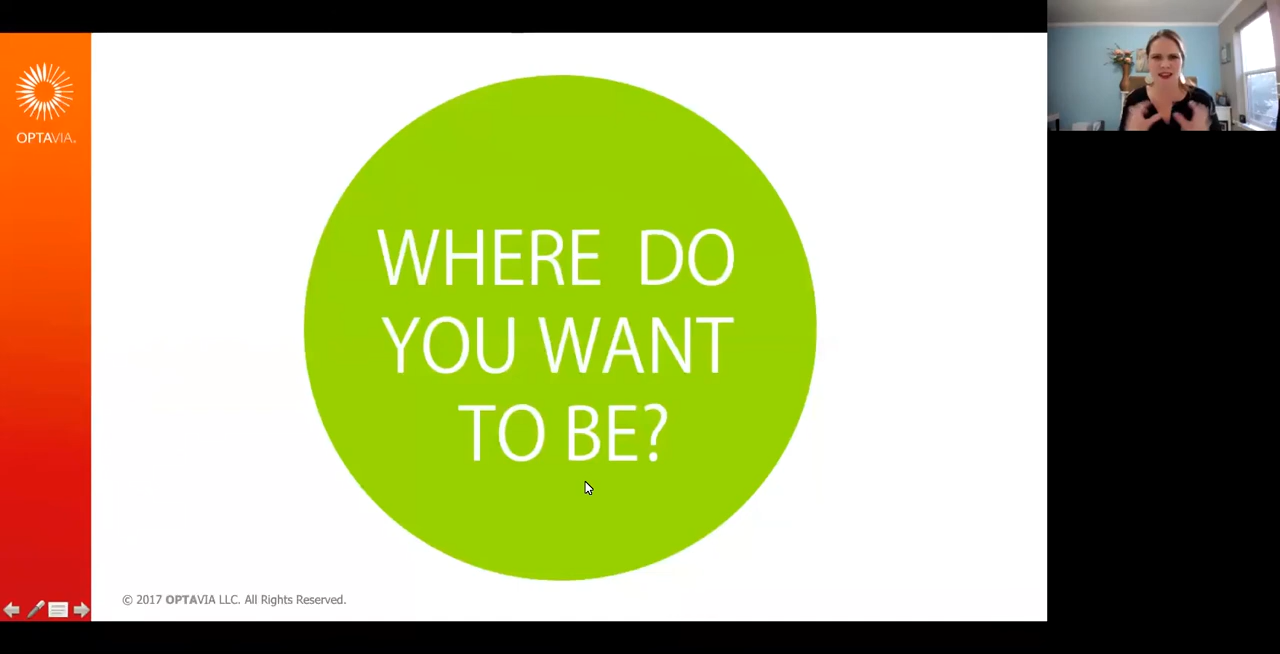 OPTAVIA®
WHERE DO
YOU WANT
TO BE?
© 2017 OPTAVIA LLC. All Rights Reserved.